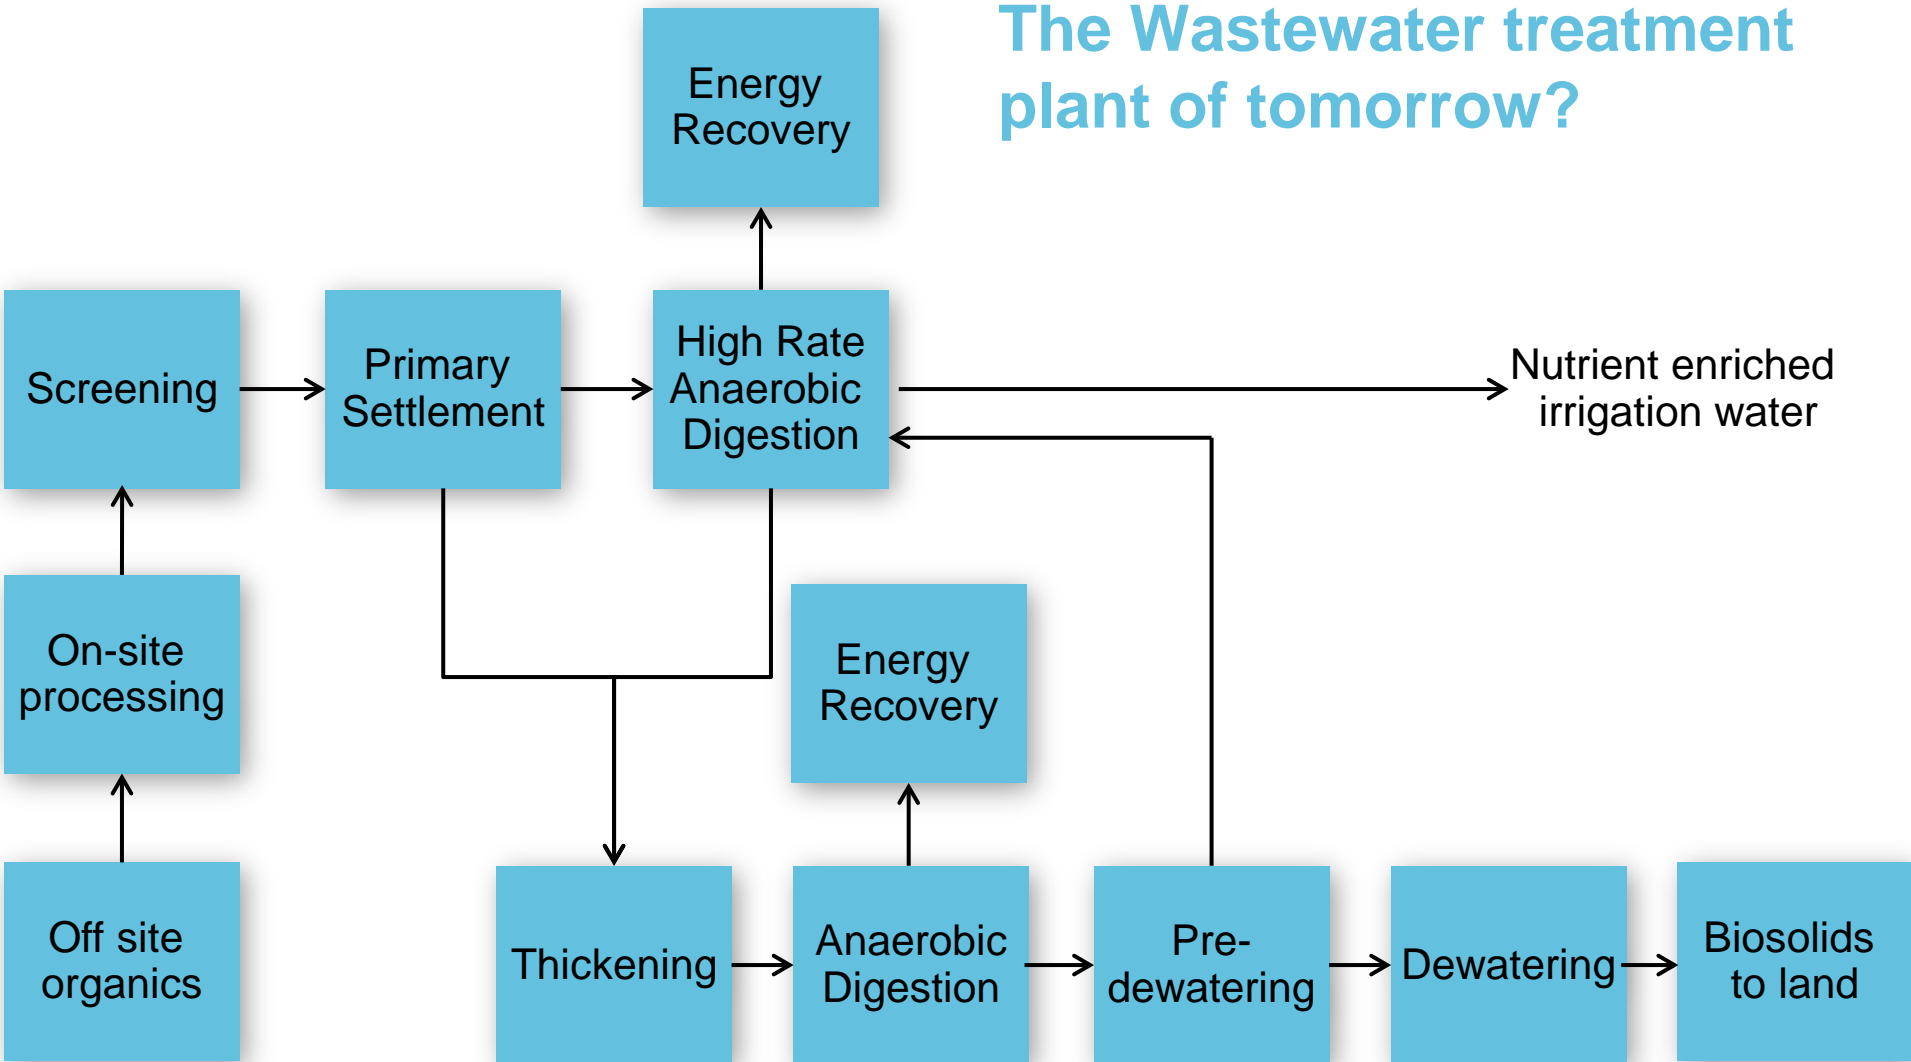 The Wastewater treatment
plant of tomorrow?
Energy
Recovery
Screening
Primary
Settlement
High Rate
Anaerobic
Digestion
Nutrient enriched
irrigation water
On-site
processing
Energy
Recovery
Off site
organics
Thickening
Anaerobic
Digestion
Pre-
dewatering
Dewatering
Biosolids
to land